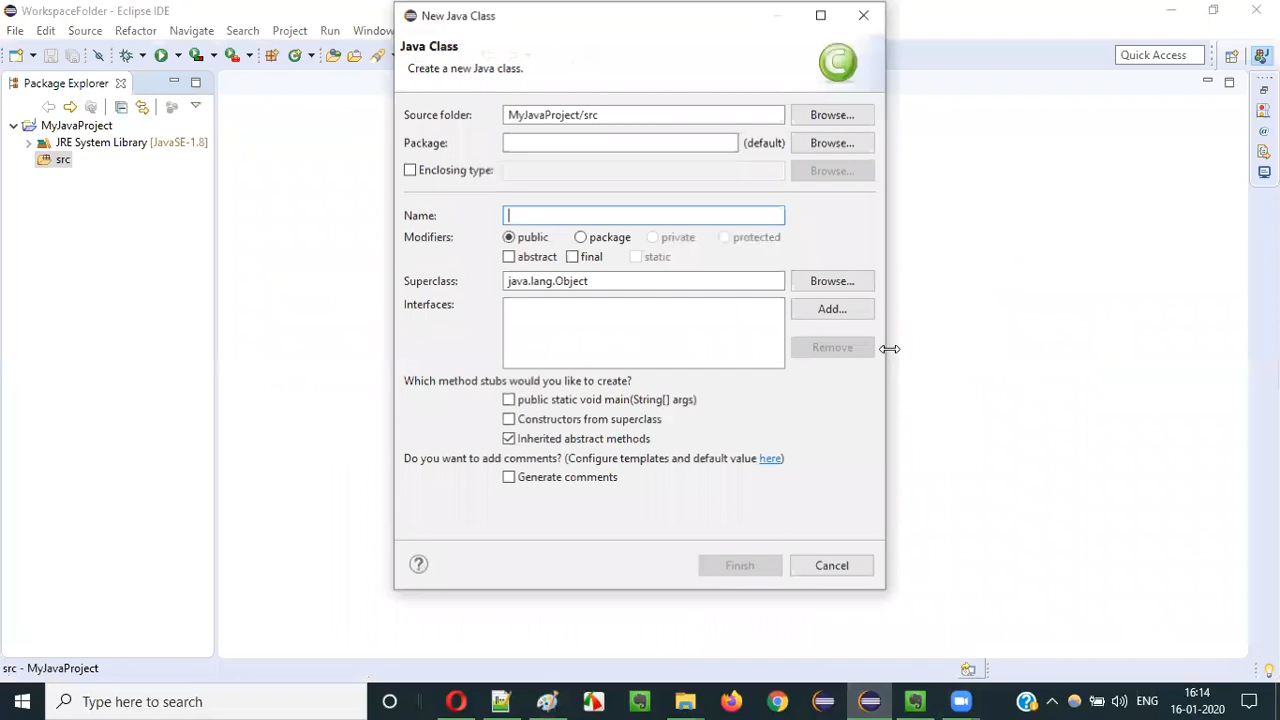 WorkspaceFolder - Eclipse IDE
File Edit Source Refactor Navigate Search Project Run Window
Quick Access
Package Explorer
MyJavaProject
JRE System Library [JavaSE-1.8]
src
New Java Class
Java Class
Create a new Java class.
Source folder: MyJavaProject/src Browse...
Package: (default) Browse...
Enclosing type: Browse...
Name:
Modifiers: public package private protected
abstract final static
Superclass: java.lang.Object Browse...
Interfaces: Add...
Remove
Which method stubs would you like to create?
public static void main(String[] args)
Constructors from superclass
Inherited abstract methods
Do you want to add comments? (Configure templates and default value here)
Generate comments
Finish Cancel
src - MyJavaProject
Type here to search
ENG
16:14
16-01-2020